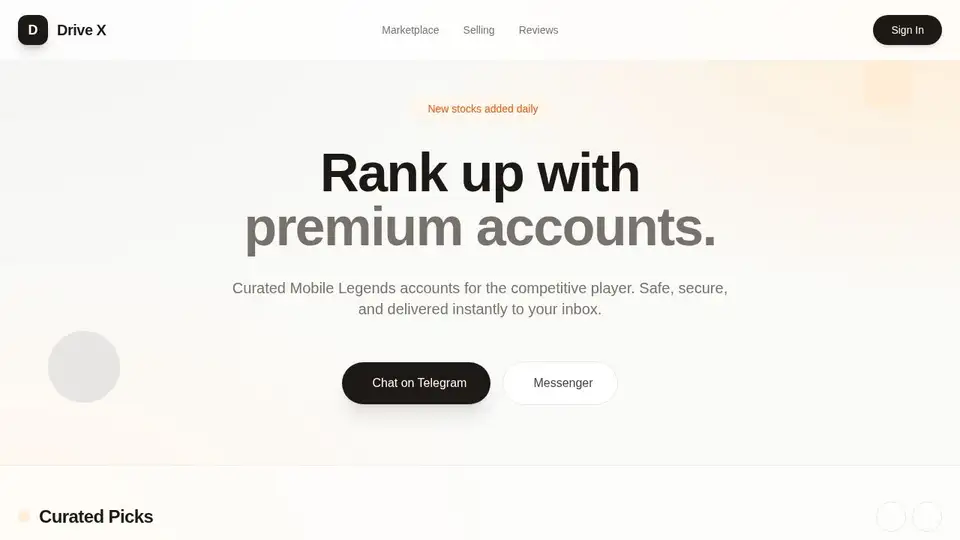 D
Drive X
Marketplace
Selling
Reviews
Sign In
New stocks added daily
Rank up with
premium accounts.
Curated Mobile Legends accounts for the competitive player. Safe, secure,
and delivered instantly to your inbox.
Chat on Telegram
Messenger
Curated Picks